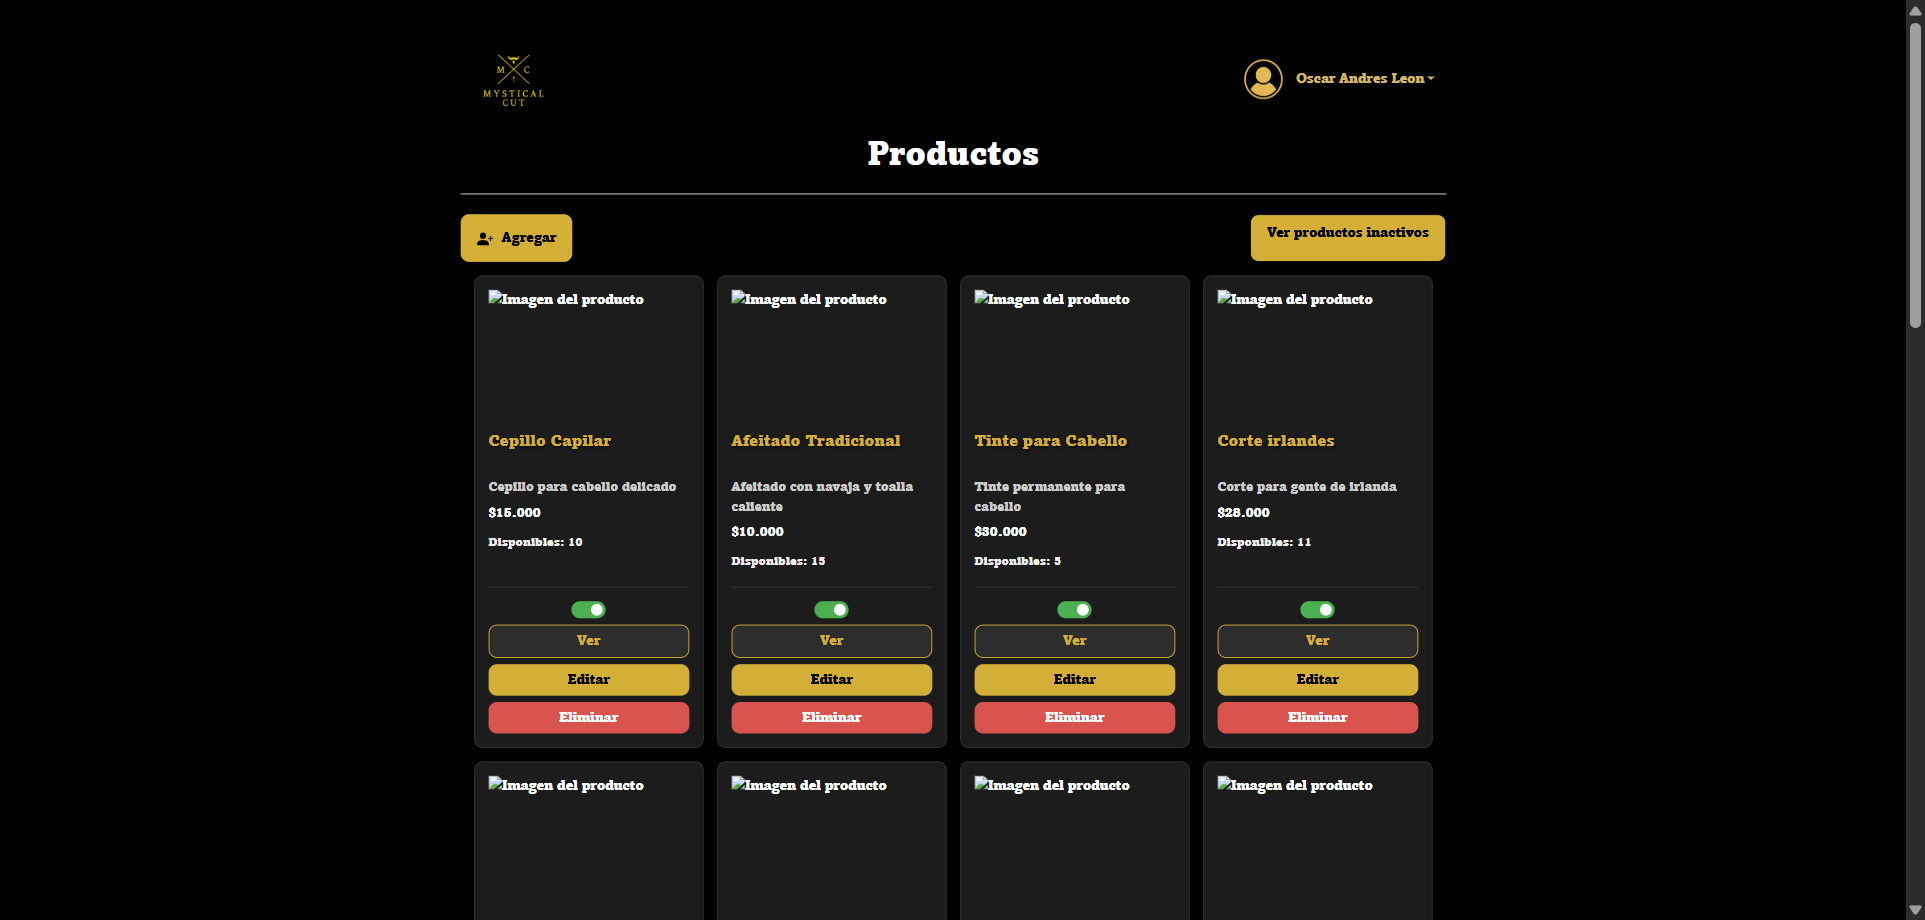 M C
MYSTICAL
CUT
Oscar Andres Leon
Productos
Agregar
Ver productos inactivos
Imagen del producto
Cepillo Capilar
Cepillo para cabello delicado
$15.000
Disponibles: 10
Ver
Editar
Eliminar
Imagen del producto
Afeitado Tradicional
Afeitado con navaja y toalla
caliente
$10.000
Disponibles: 15
Ver
Editar
Eliminar
Imagen del producto
Tinte para Cabello
Tinte permanente para
cabello
$30.000
Disponibles: 5
Ver
Editar
Eliminar
Imagen del producto
Corte irlandes
Corte para gente de irlanda
$28.000
Disponibles: 11
Ver
Editar
Eliminar
Imagen del producto
Imagen del producto
Imagen del producto
Imagen del producto